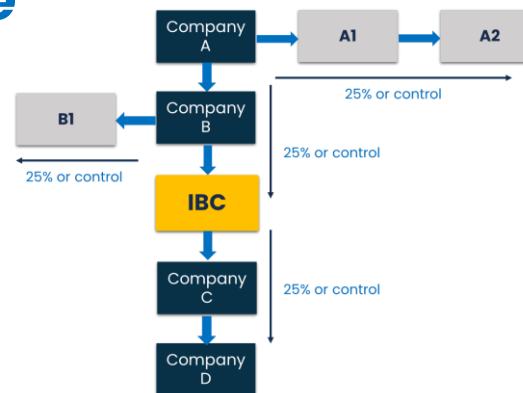 e
Company
A
A1
A2
25% or control
B1
Company
B
25% or control
25% or control
IBC
Company
C
25% or control
Company
D